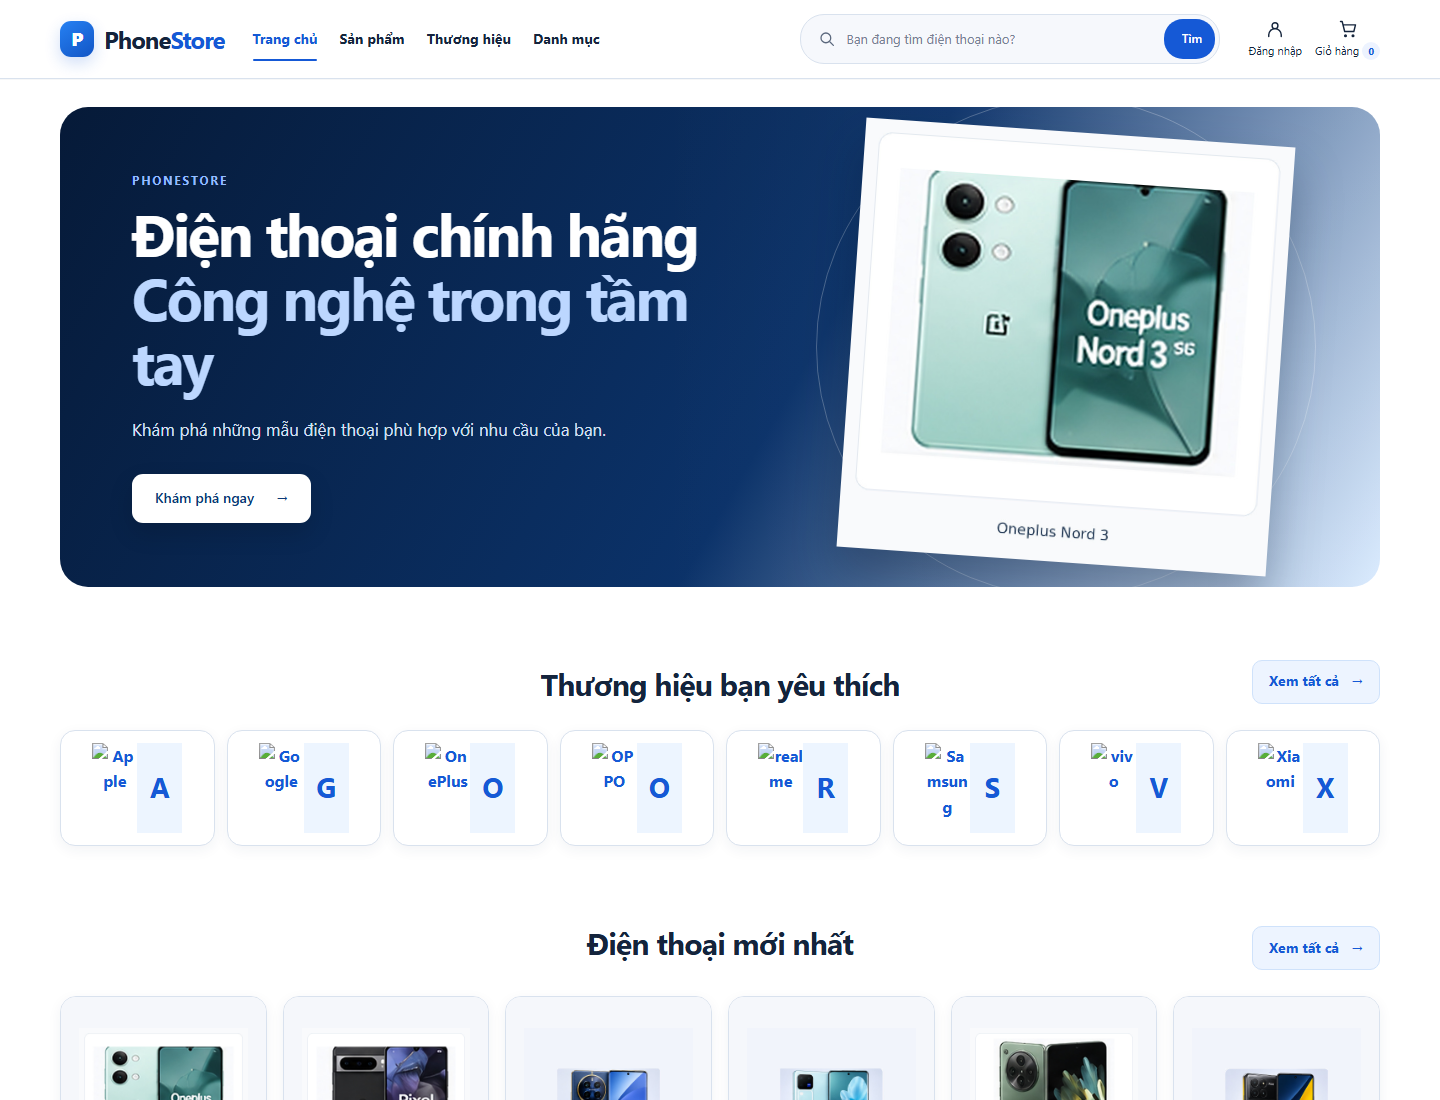 P PhoneStore Trang chủ Sản phẩm Thương hiệu Danh mục Bạn đang tìm điện thoại nào? Tìm Đăng nhập Giỏ hàng 0
PHONESTORE
Điện thoại chính hãng
Công nghệ trong tầm
tay
Khám phá những mẫu điện thoại phù hợp với nhu cầu của bạn.
Khám phá ngay →
Oneplus
Nord 3 5G
Oneplus Nord 3
Thương hiệu bạn yêu thích
Xem tất cả →
Ap
ple
A
Go
ogle
G
On
ePlus
O
OP
PO
O
real
me
R
Sa
msun
g
S
viv
o
V
Xia
omi
X
Điện thoại mới nhất
Xem tất cả →
Oneplus
Pixel